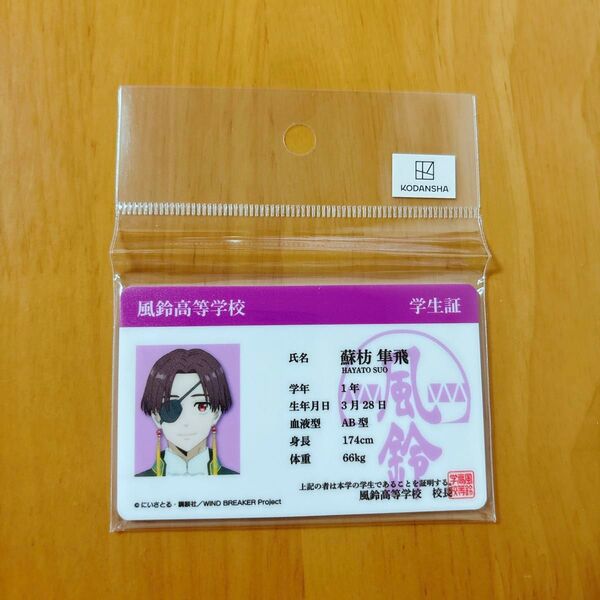 KODANSHA
風鈴高等学校 学生証
氏名 蘇枋 隼飛
HAYATO SUO
学年 1年
生年月日 3月28日
血液型 AB型
身長 174cm
体重 66kg
風鈴
上記の者は本学の学生であることを証明する。
風鈴高等学校 校長
©にいさとる・講談社/WIND BREAKER Project